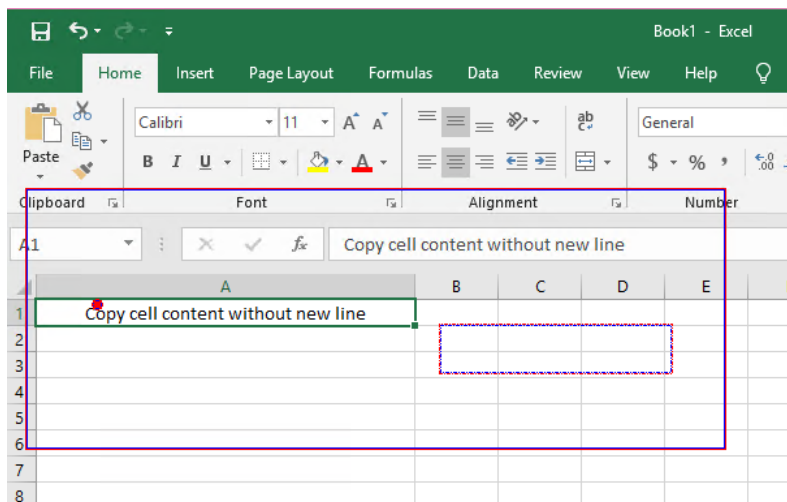 Book1 - Excel
File Home Insert Page Layout Formulas Data Review View Help
Calibri 11 A A ab General
Paste B I U A $ % , .00
Clipboard Font Alignment Number
A1 fx Copy cell content without new line
A B C D E
1 Copy cell content without new line
2
3
4
5
6
7
8